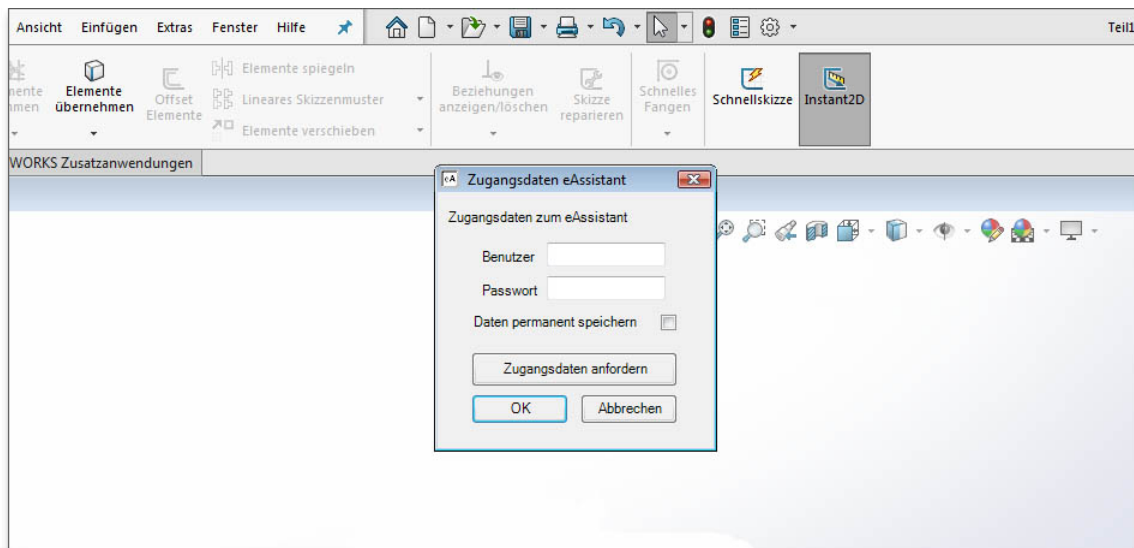 Ansicht Einfügen Extras Fenster Hilfe Teil1
Elemente übernehmen
Offset Elemente
Elemente spiegeln
Lineares Skizzenmuster
Elemente verschieben
Beziehungen anzeigen/löschen
Skizze reparieren
Schnelles Fangen
Schnellskizze
Instant2D
WORKS Zusatzanwendungen
eA Zugangsdaten eAssistant
Zugangsdaten zum eAssistant
Benutzer
Passwort
Daten permanent speichern
Zugangsdaten anfordern
OK Abbrechen